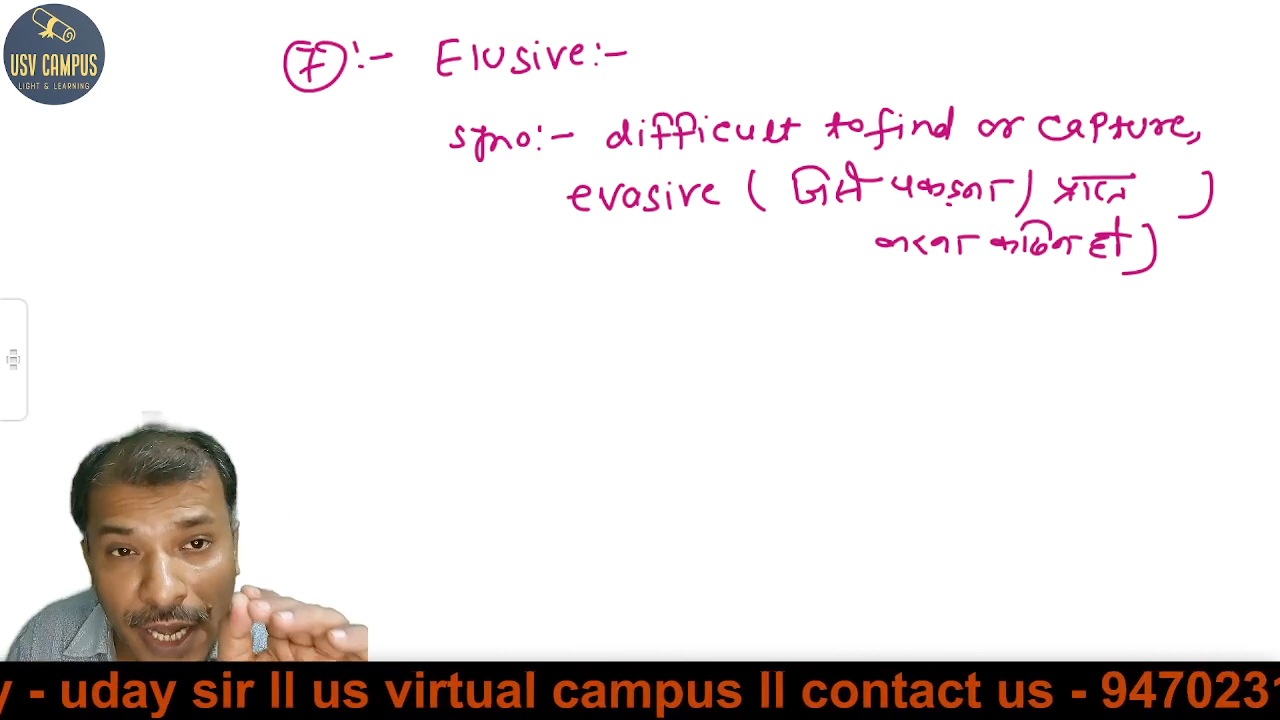 USV CAMPUS
LIGHT & LEARNING
7:- Elusive:-
syno:- difficult to find or capture,
evasive ( जिसे पकड़ना / प्राप्त )
करना कठिन हो )
y - uday sir ll us virtual campus ll contact us - 947023